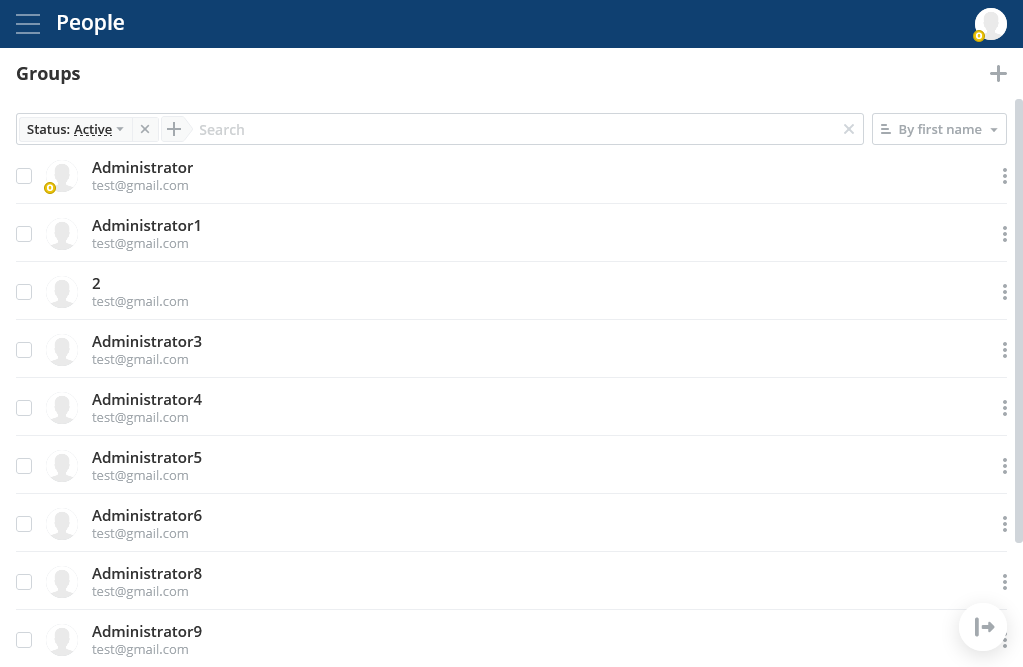 People
Groups
Status: Active
Search
By first name
Administrator
test@gmail.com
Administrator1
test@gmail.com
2
test@gmail.com
Administrator3
test@gmail.com
Administrator4
test@gmail.com
Administrator5
test@gmail.com
Administrator6
test@gmail.com
Administrator8
test@gmail.com
Administrator9
test@gmail.com